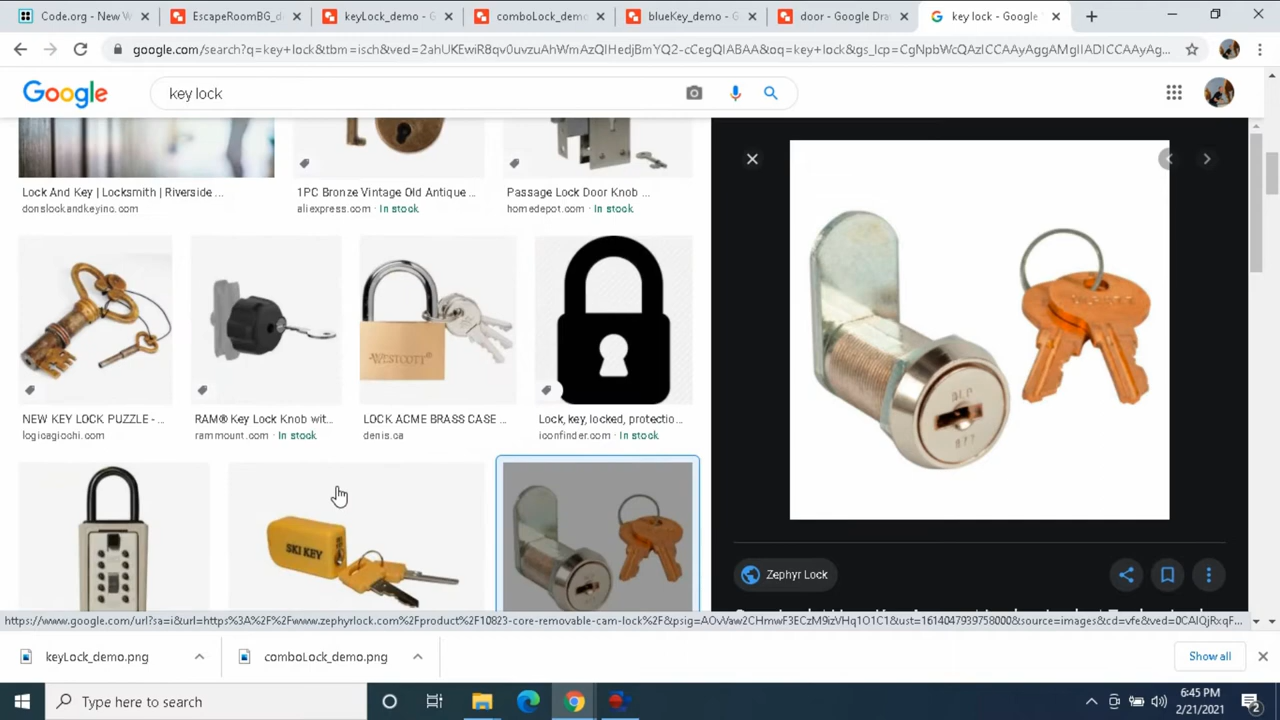 Code.org - New W
EscapeRoomBG_d
keyLock_demo - G
comboLock_demo
blueKey_demo - G
door - Google Dra
key lock - Google
google.com/search?q=key+lock&tbm=isch&ved=2ahUKEwiR8qv0uvzuAhWmAzQIHedjBmYQ2-cCegQIABAA&oq=key+lock&gs_lcp=CgNpbWcQAzICCAAyAggAMgIIADICCAAyAg...
Google
key lock
Lock And Key | Locksmith | Riverside ...
donslockandkeyinc.com
1PC Bronze Vintage Old Antique ...
aliexpress.com · In stock
Passage Lock Door Knob ...
homedepot.com · In stock
WESTCOTT
NEW KEY LOCK PUZZLE - ...
logicagiochi.com
RAM® Key Lock Knob wit...
rammount.com · In stock
LOCK ACME BRASS CASE ...
denis.ca
Lock, key, locked, protectio...
iconfinder.com · In stock
SKI KEY
Zephyr Lock
https://www.google.com/url?sa=i&url=https%3A%2F%2Fwww.zephyrlock.com%2Fproduct%2F10823-core-removable-cam-lock%2F&psig=AOvVaw2CHmwF3ECzM9izVHq1O1C1&ust=1614047939758000&source=images&cd=vfe&ved=0CAIQjRxqF...
keyLock_demo.png
comboLock_demo.png
Show all
Type here to search
6:45 PM
2/21/2021
2